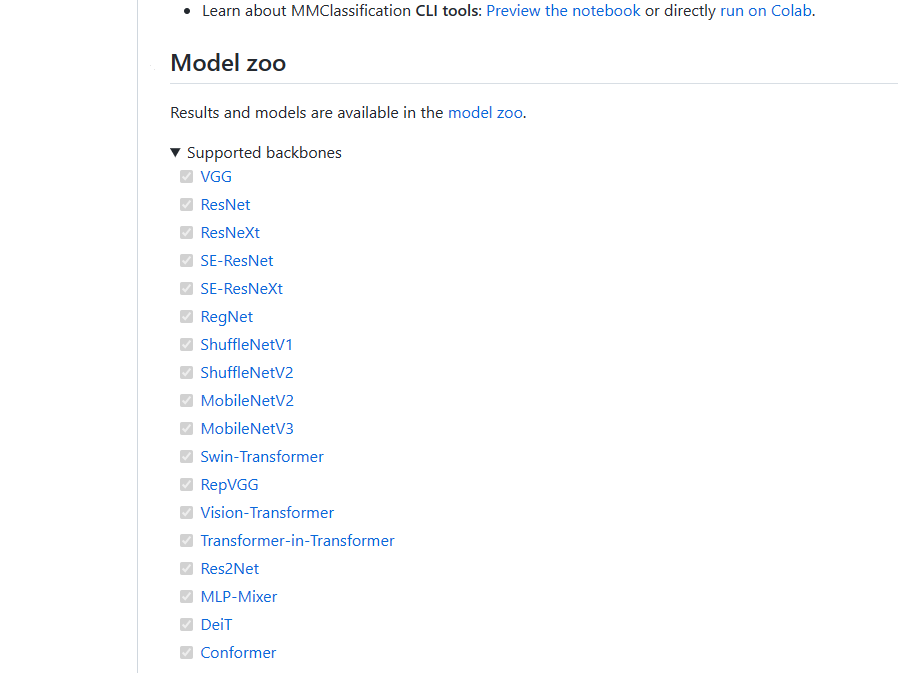 Learn about MMClassification CLI tools: Preview the notebook or directly run on Colab.
Model zoo
Results and models are available in the model zoo.
Supported backbones
VGG
ResNet
ResNeXt
SE-ResNet
SE-ResNeXt
RegNet
ShuffleNetV1
ShuffleNetV2
MobileNetV2
MobileNetV3
Swin-Transformer
RepVGG
Vision-Transformer
Transformer-in-Transformer
Res2Net
MLP-Mixer
DeiT
Conformer